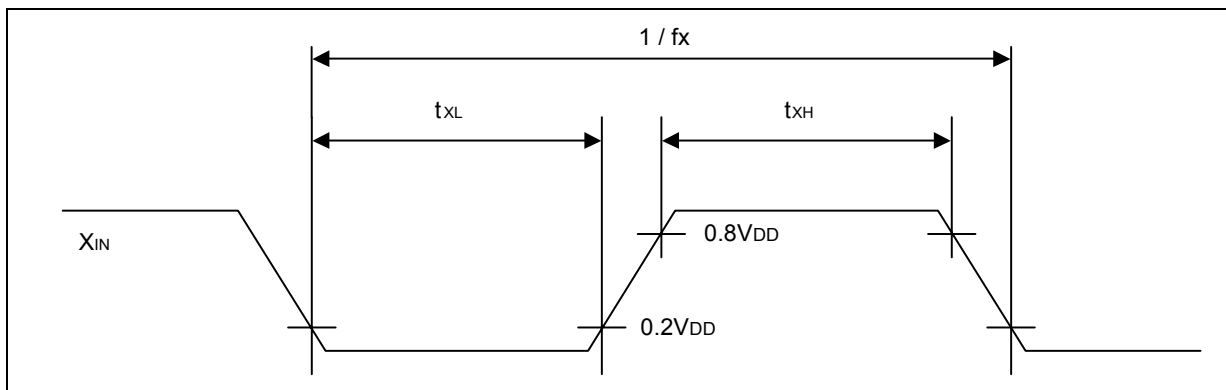 1 / fx
tXL
tXH
XIN
0.8VDD
0.2VDD